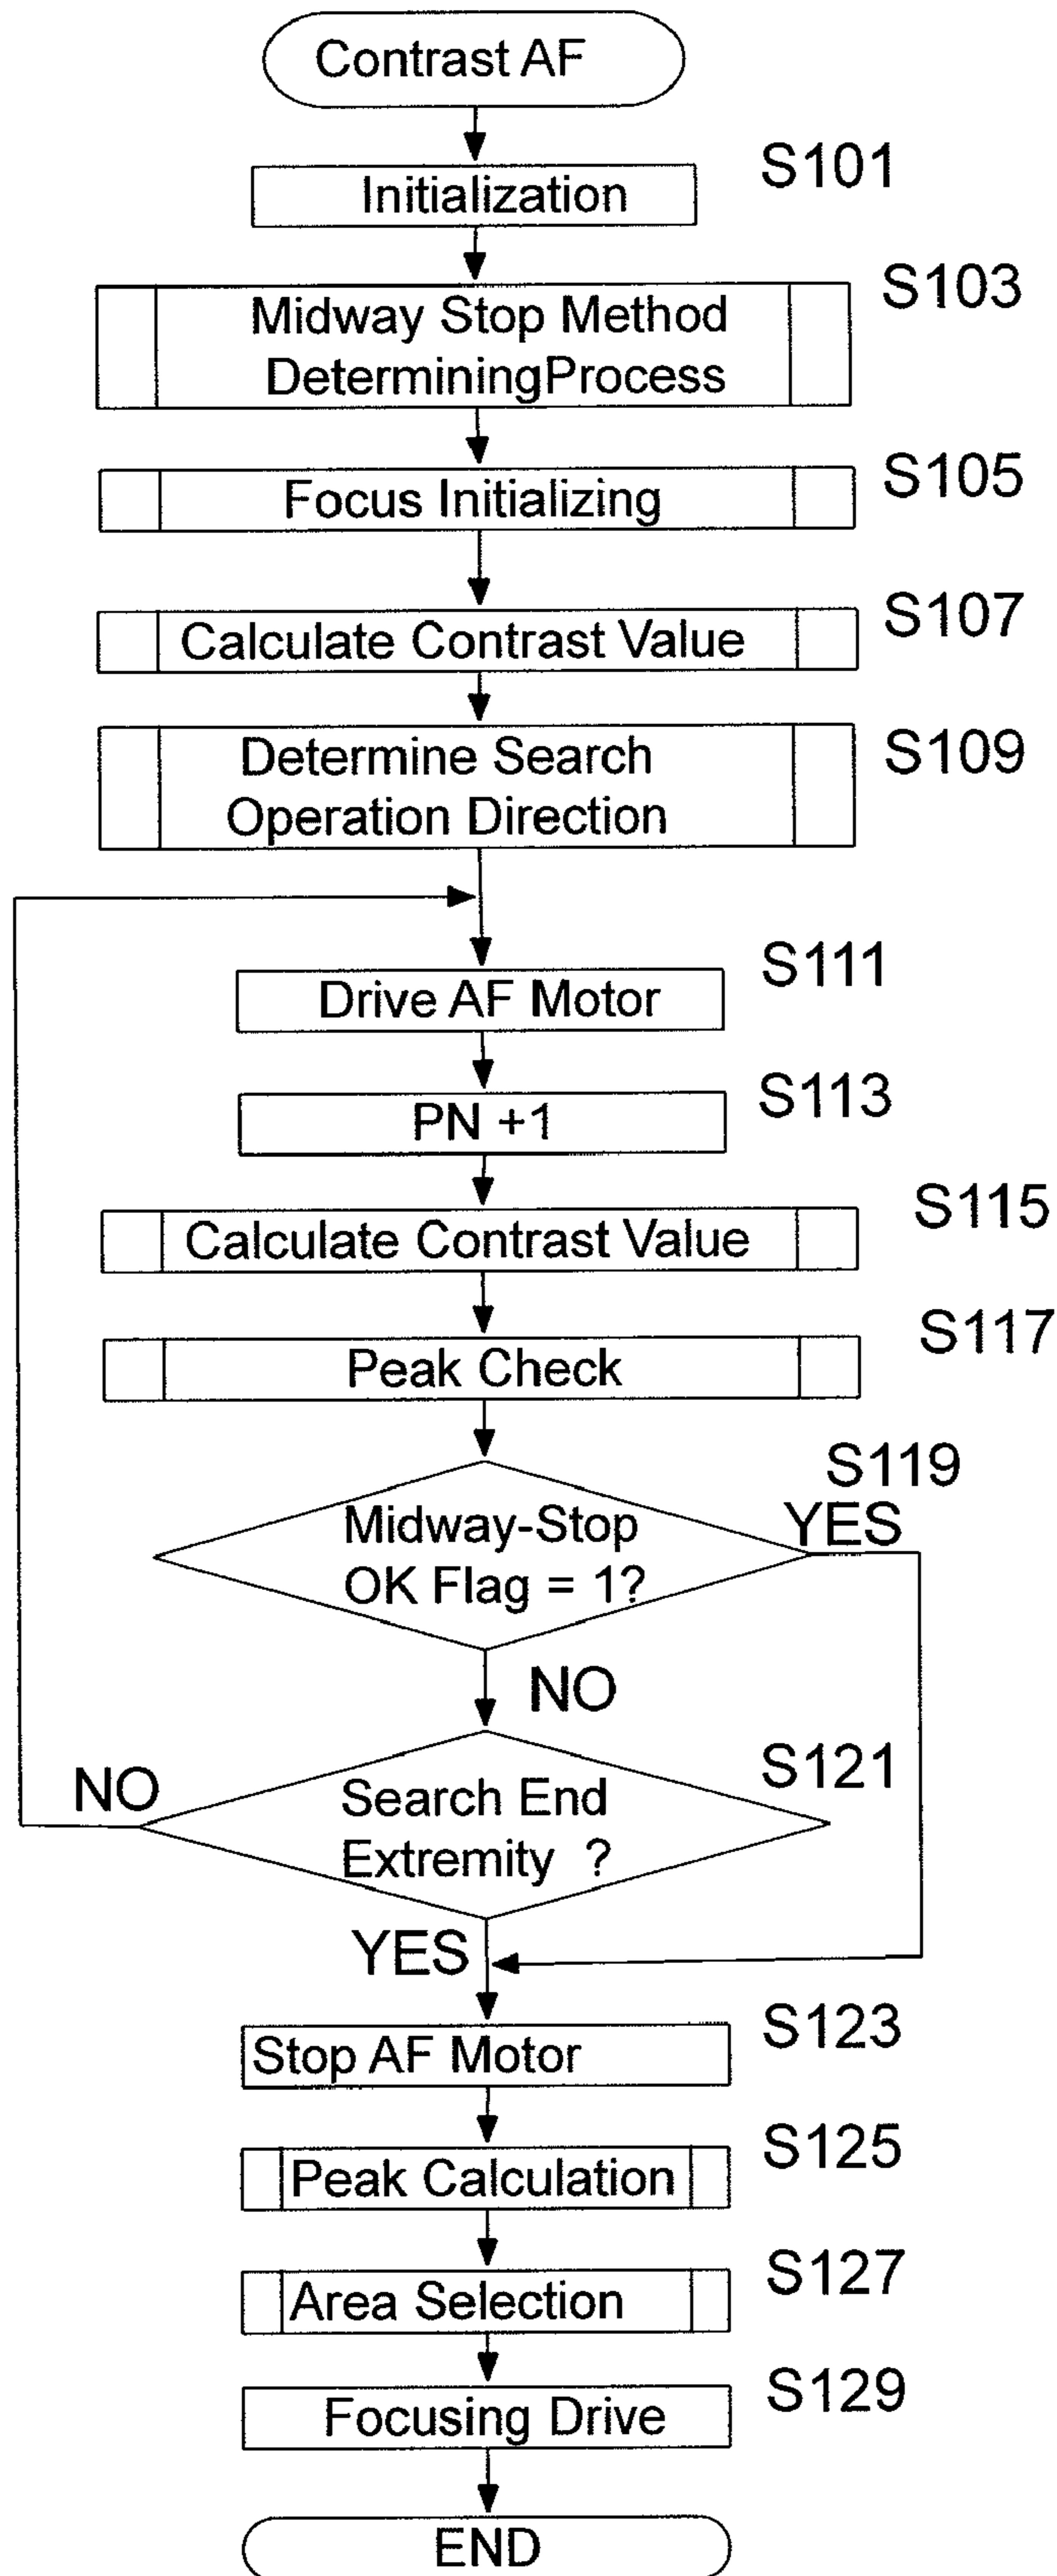 Contrast AF
S101
Initialization
S103
Midway Stop Method
DeterminingProcess
S105
Focus Initializing
S107
Calculate Contrast Value
S109
Determine Search
Operation Direction
S111
Drive AF Motor
S113
PN +1
S115
Calculate Contrast Value
S117
Peak Check
S119
YES
Midway-Stop
OK Flag = 1?
NO
S121
NO
Search End
Extremity ?
YES
S123
Stop AF Motor
S125
Peak Calculation
S127
Area Selection
S129
Focusing Drive
END